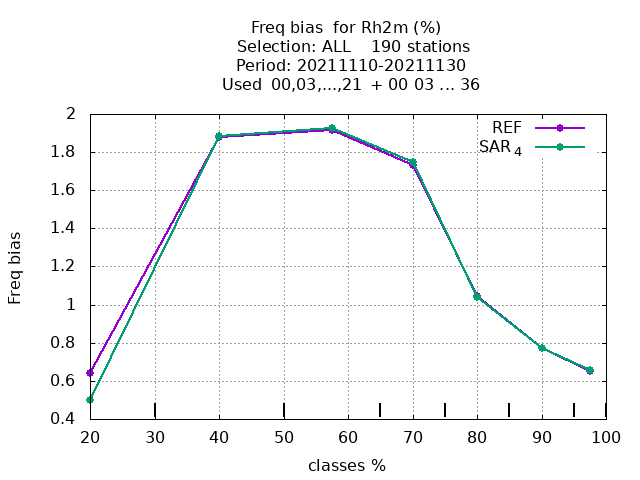 Freq bias for Rh2m (%)
Selection: ALL 190 stations
Period: 20211110-20211130
Used 00,03,...,21 + 00 03 ... 36
REF
SAR 4
2
1.8
1.6
1.4
1.2
1
0.8
0.6
0.4
Freq bias
20 30 40 50 60 70 80 90 100
classes %